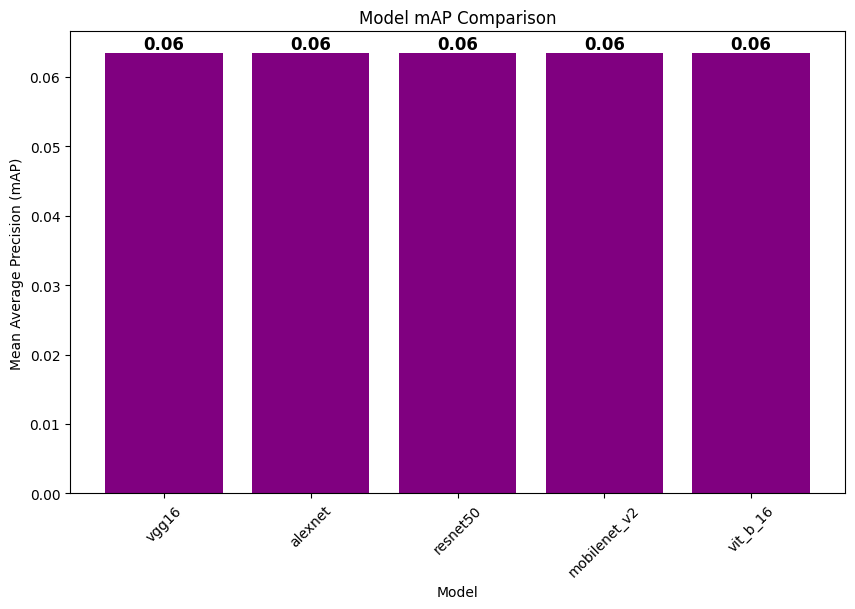 Model mAP Comparison
0.06 0.06 0.06 0.06 0.06
Mean Average Precision (mAP)
0.06
0.05
0.04
0.03
0.02
0.01
0.00
vgg16 alexnet resnet50 mobilenet_v2 vit_b_16
Model